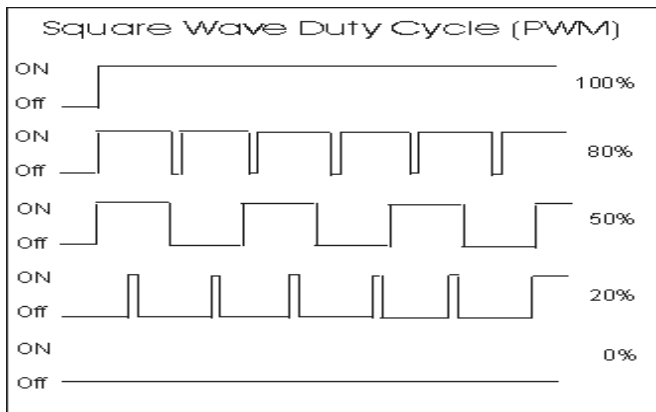 Square Wave Duty Cycle (PWM)
ON
Off
100%
ON
Off
80%
ON
Off
50%
ON
Off
20%
ON
Off
0%